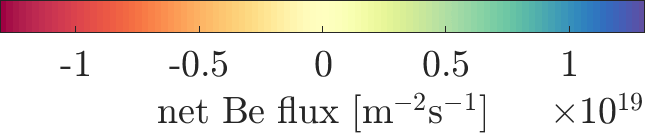 -1 -0.5 0 0.5 1
net Be flux [m⁻²s⁻¹] ×10¹⁹